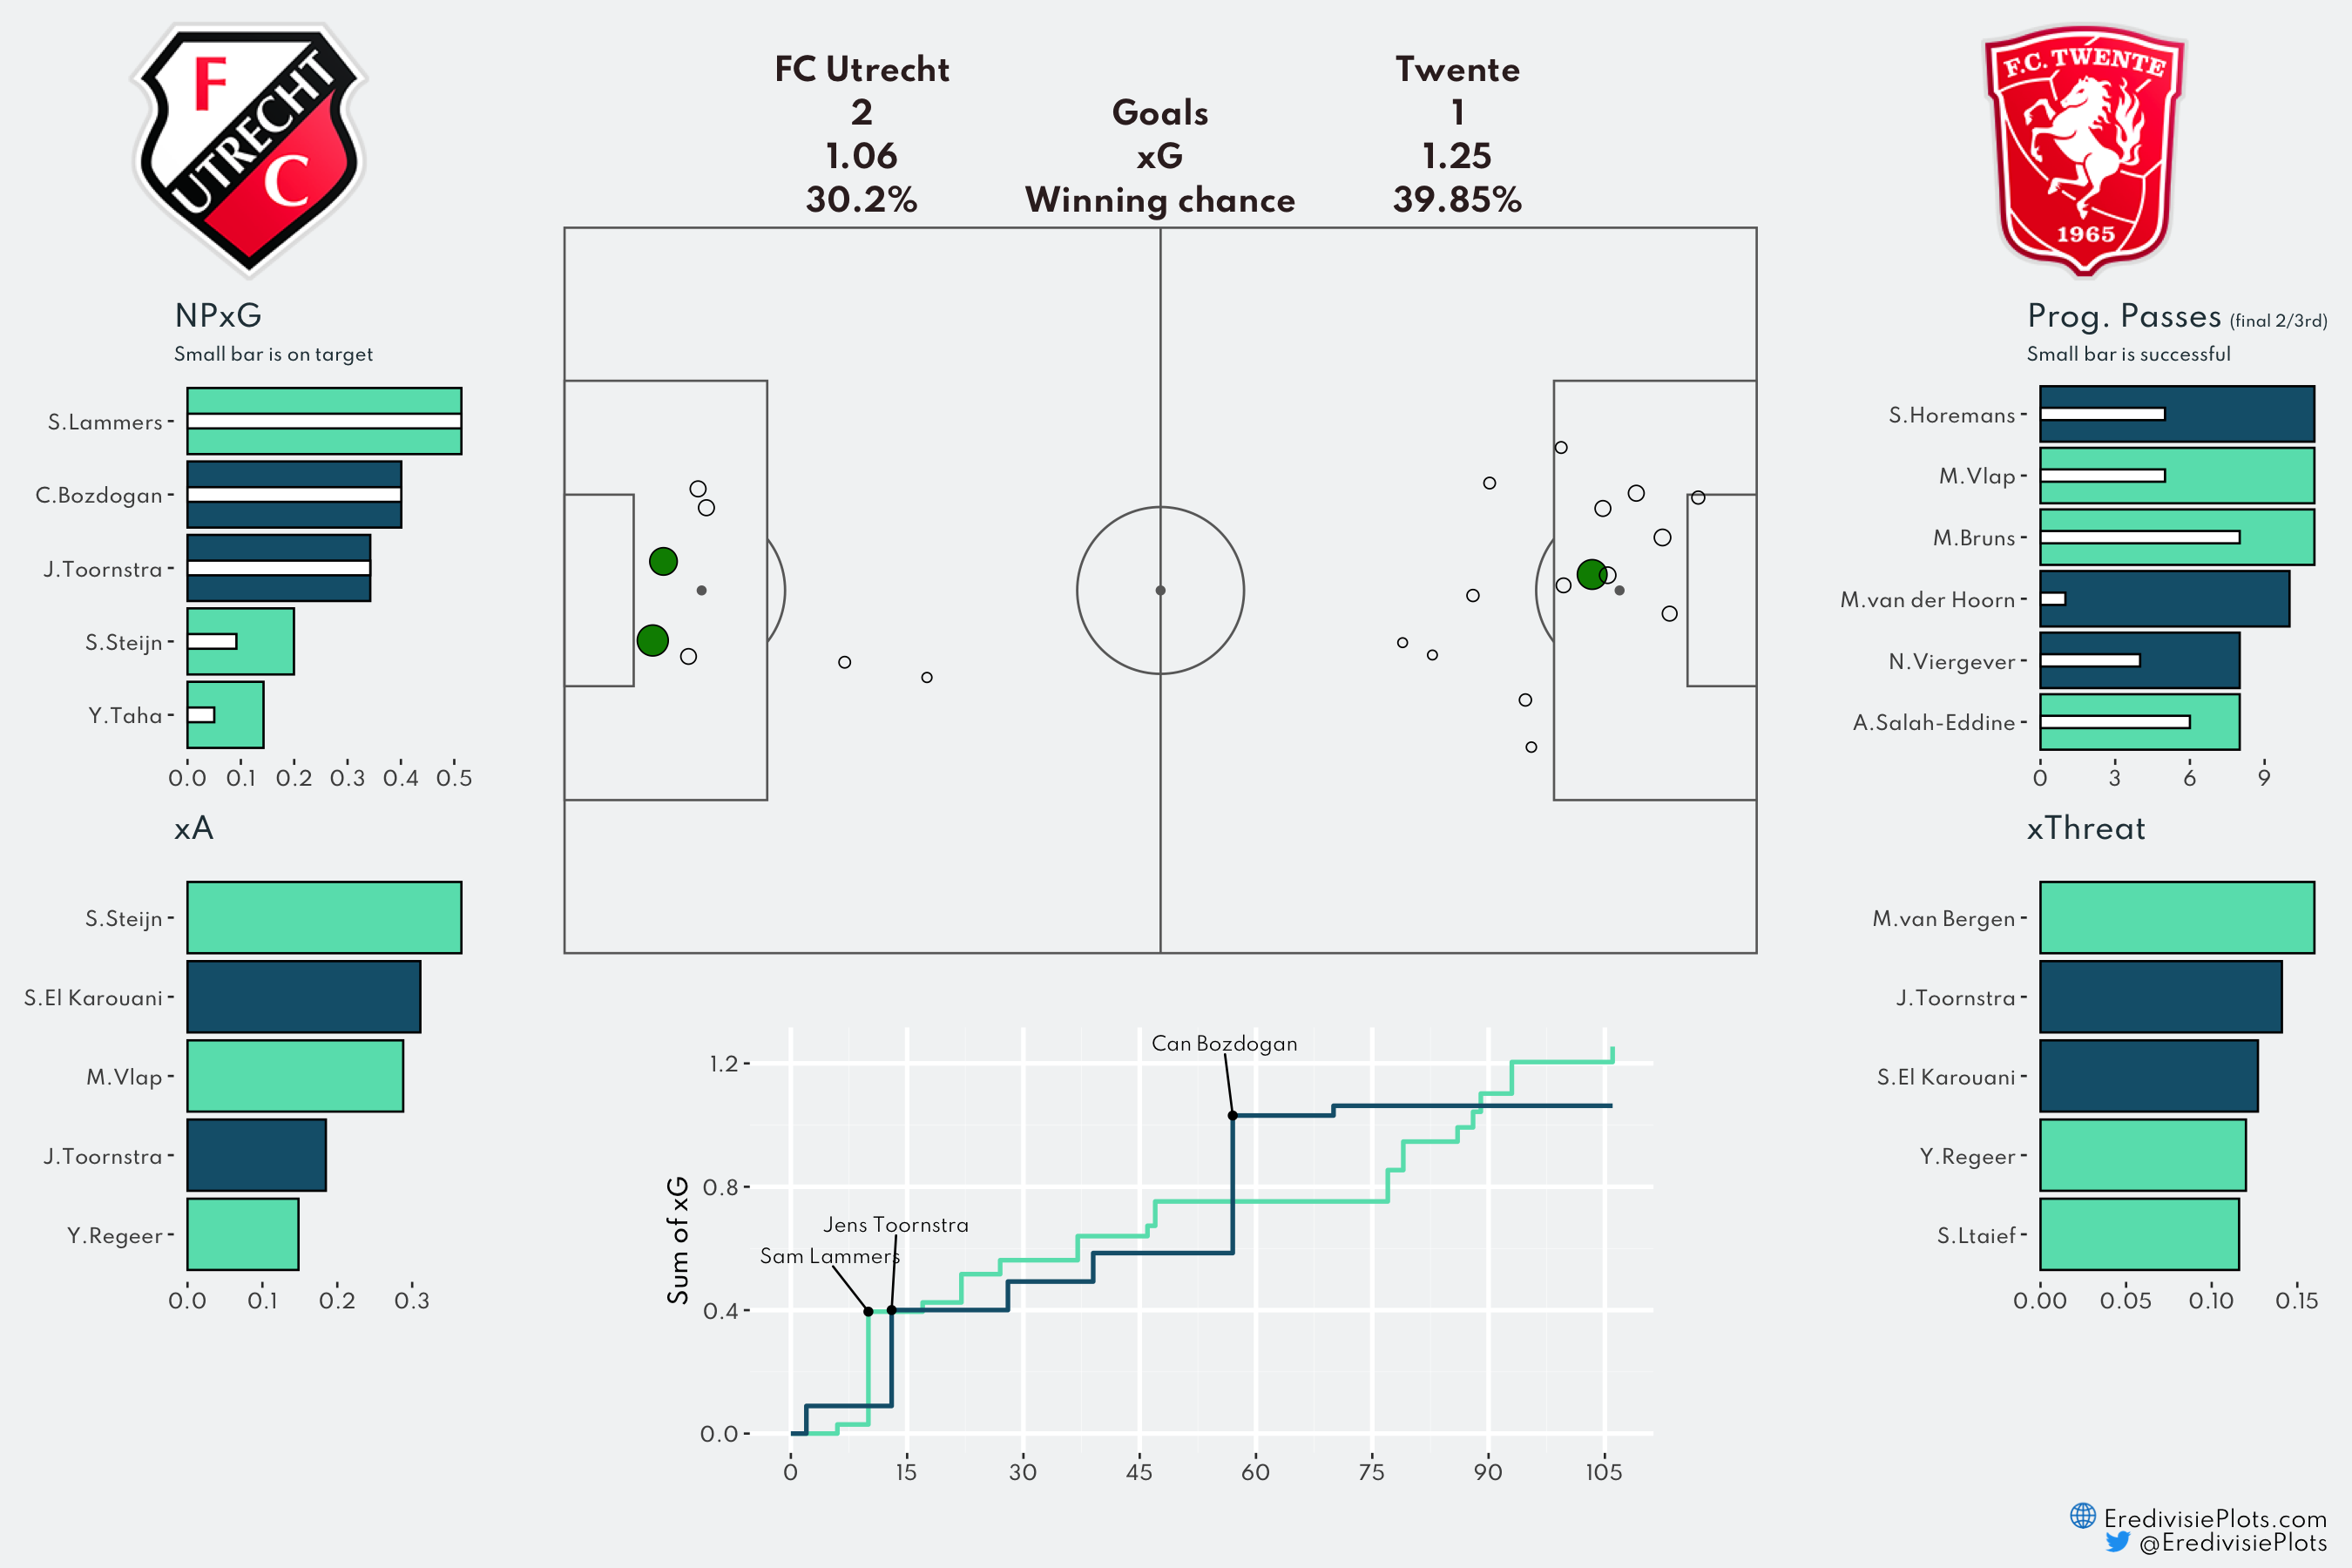 F
UTRECHT
C
FC Utrecht Twente
2 Goals 1
1.06 xG 1.25
30.2% Winning chance 39.85%
F.C. TWENTE
1965
NPxG
Small bar is on target
S.Lammers
C.Bozdogan
J.Toornstra
S.Steijn
Y.Taha
0.0 0.1 0.2 0.3 0.4 0.5
xA
S.Steijn
S.El Karouani
M.Vlap
J.Toornstra
Y.Regeer
0.0 0.1 0.2 0.3
Sum of xG
1.2
0.8
0.4
0.0
Can Bozdogan
Jens Toornstra
Sam Lammers
0 15 30 45 60 75 90 105
Prog. Passes (final 2/3rd)
Small bar is successful
S.Horemans
M.Vlap
M.Bruns
M.van der Hoorn
N.Viergever
A.Salah-Eddine
0 3 6 9
xThreat
M.van Bergen
J.Toornstra
S.El Karouani
Y.Regeer
S.Ltaief
0.00 0.05 0.10 0.15
EredivisiePlots.com
@EredivisiePlots